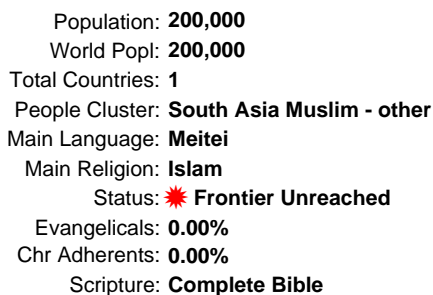 Population: 200,000
World Popl: 200,000
Total Countries: 1
People Cluster: South Asia Muslim - other
Main Language: Meitei
Main Religion: Islam
Status: Frontier Unreached
Evangelicals: 0.00%
Chr Adherents: 0.00%
Scripture: Complete Bible